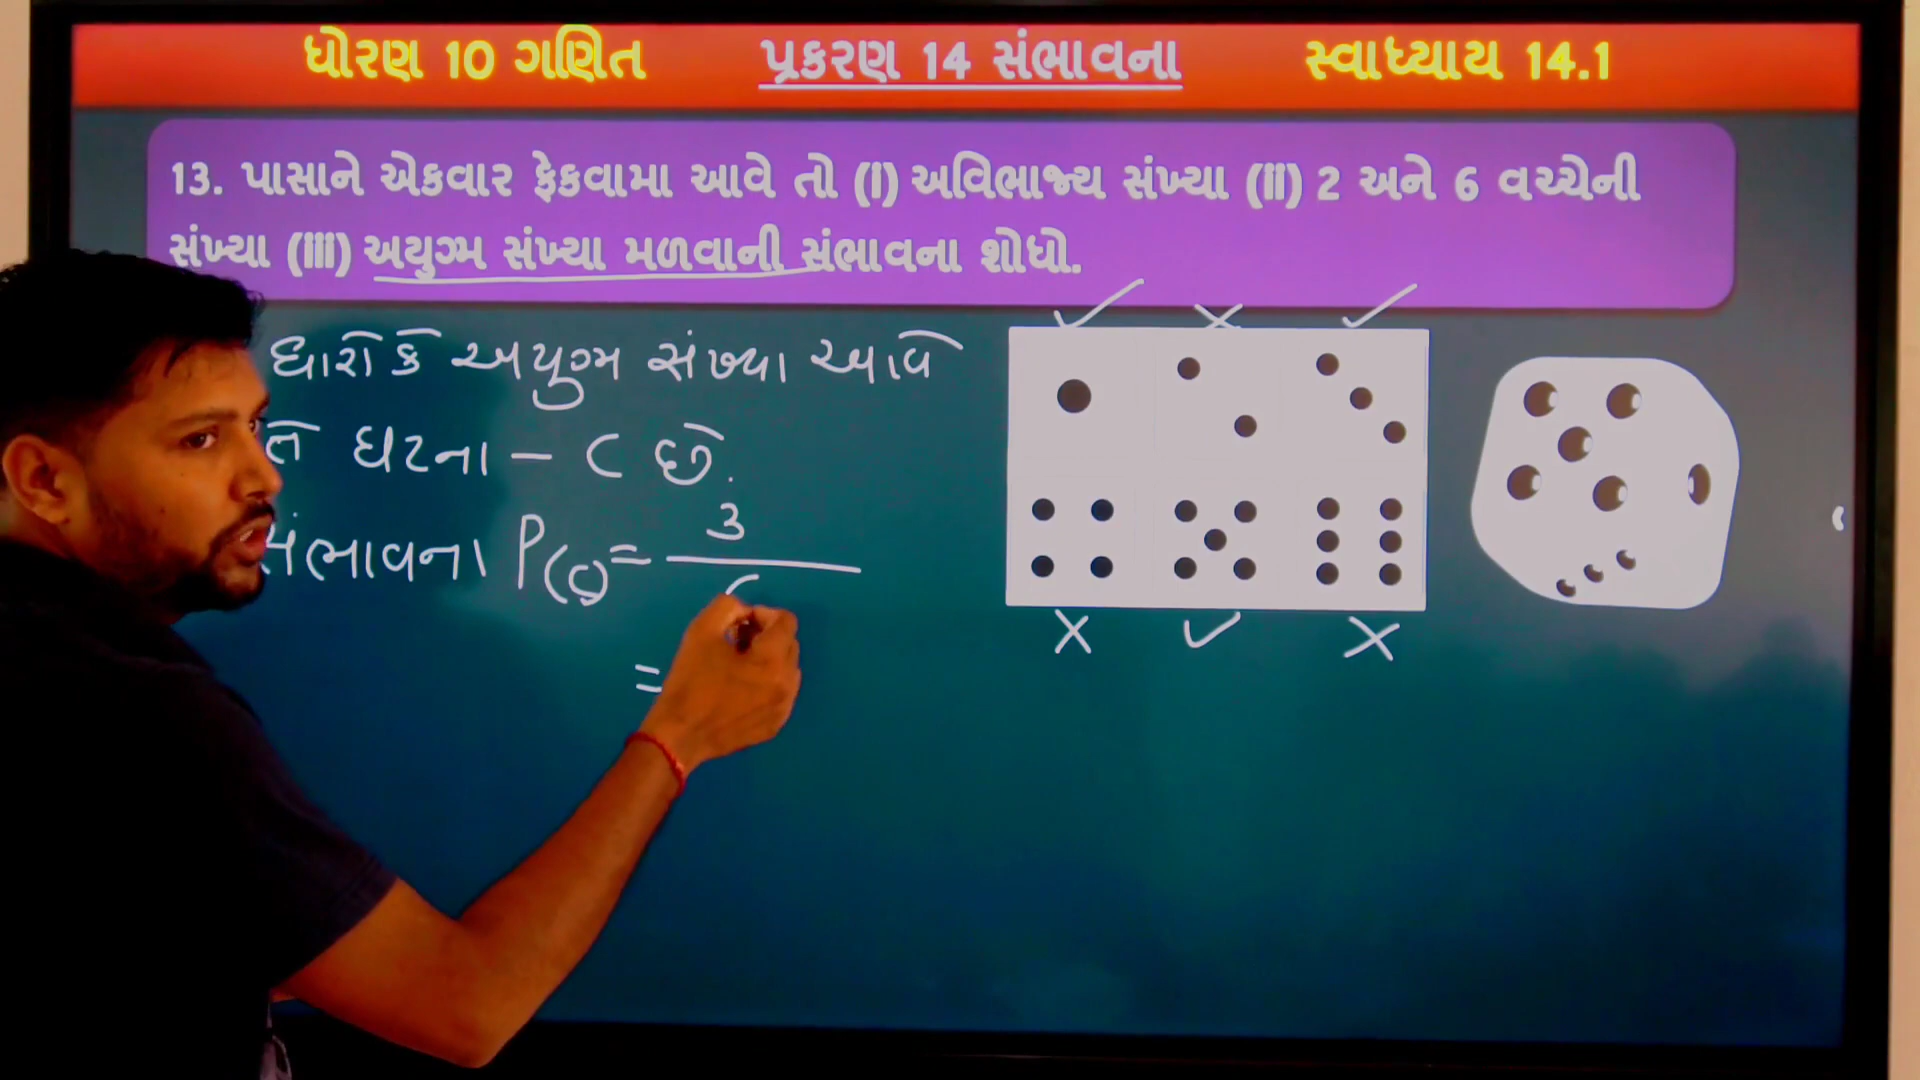 ધોરણ 10 ગણિત પ્રકરણ 14 સંભાવના સ્વાધ્યાય 14.1
13. પાસાને એકવાર ફેકવામા આવે તો (i) અવિભાજ્ય સંખ્યા (ii) 2 અને 6 વચ્ચેની
સંખ્યા (iii) અયુગ્મ સંખ્યા મળવાની સંભાવના શોધો.
ધારો કે અયુગ્મ સંખ્યા આવે
તે ઘટના - C છે.
સંભાવના P(C) = 3
=